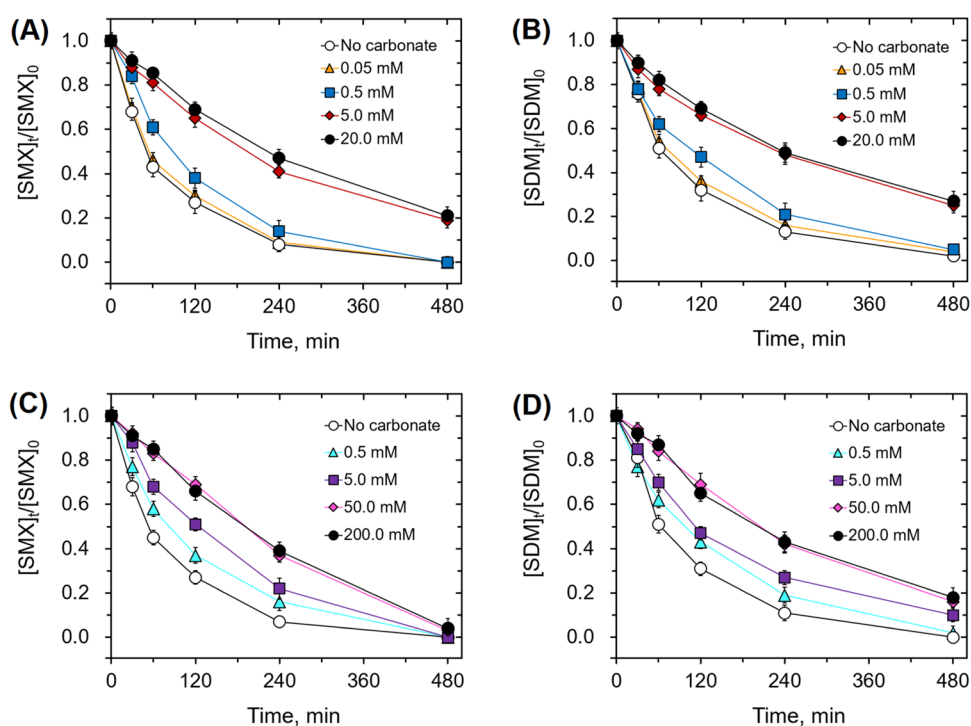 (A)
[SMX]t/[SMX]0
1.0
0.8
0.6
0.4
0.2
0.0
No carbonate
0.05 mM
0.5 mM
5.0 mM
20.0 mM
0 120 240 360 480
Time, min
(B)
[SDM]t/[SDM]0
1.0
0.8
0.6
0.4
0.2
0.0
No carbonate
0.05 mM
0.5 mM
5.0 mM
20.0 mM
0 120 240 360 480
Time, min
(C)
[SMX]t/[SMX]0
1.0
0.8
0.6
0.4
0.2
0.0
No carbonate
0.5 mM
5.0 mM
50.0 mM
200.0 mM
0 120 240 360 480
Time, min
(D)
[SDM]t/[SDM]0
1.0
0.8
0.6
0.4
0.2
0.0
No carbonate
0.5 mM
5.0 mM
50.0 mM
200.0 mM
0 120 240 360 480
Time, min